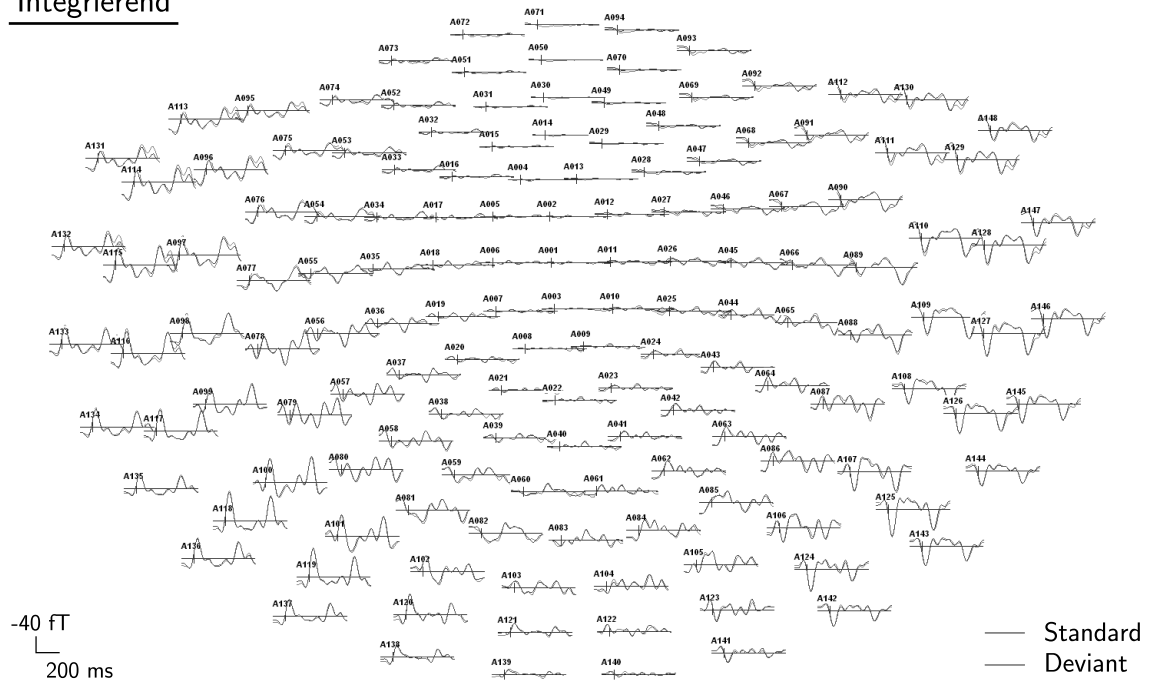 Integrierend
A071
A072 A094
A093
A073 A050
A051 A070
A092
A074 A052 A030 A069 A112 A130
A113 A095 A031 A049
A032 A014 A048 A091 A148
A075 A053 A015 A029 A068
A131 A096 A033 A016 A004 A013 A028 A047 A111 A129
A114
A076 A054 A034 A017 A005 A002 A012 A027 A046 A067 A090
A132 A097 A110 A128 A147
A115 A077 A055 A035 A018 A006 A001 A011 A026 A045 A066 A089
A133 A098 A036 A019 A007 A003 A010 A025 A044 A065 A109 A146
A116 A078 A056 A088 A127
A020 A008 A009 A024
A037 A043
A099 A057 A021 A022 A023 A064 A108
A134 A117 A079 A038 A042 A087 A126 A145
A058 A039 A040 A041 A063
A135 A100 A080 A059 A062 A086 A107 A144
A060 A061
A118 A081 A085 A125
A101 A082 A083 A084 A106
A136 A143
A119 A102 A105 A124
A103 A104
A137 A120 A123 A142
A121 A122
-40 fT
Standard
A138 A141
Deviant
200 ms
A139 A140